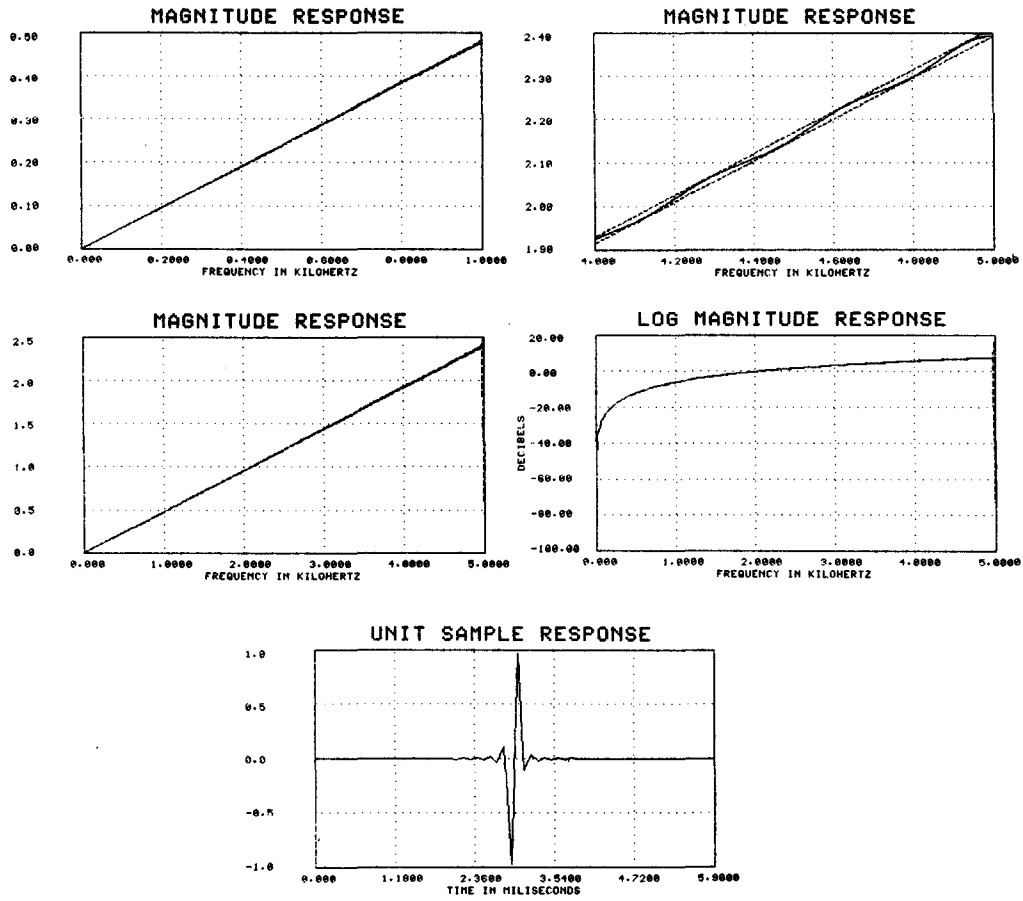 MAGNITUDE RESPONSE
0.50
0.40
0.30
0.20
0.10
0.00
0.000 0.2000 0.4000 0.6000 0.8000 1.0000
FREQUENCY IN KILOHERTZ
MAGNITUDE RESPONSE
2.40
2.30
2.20
2.10
2.00
1.90
4.000 4.2000 4.4000 4.6000 4.8000 5.0000
FREQUENCY IN KILOHERTZ
MAGNITUDE RESPONSE
2.5
2.0
1.5
1.0
0.5
0.0
0.000 1.0000 2.0000 3.0000 4.0000 5.0000
FREQUENCY IN KILOHERTZ
LOG MAGNITUDE RESPONSE
DECIBELS
20.00
0.00
-20.00
-40.00
-60.00
-80.00
-100.00
0.000 1.0000 2.0000 3.0000 4.0000 5.0000
FREQUENCY IN KILOHERTZ
UNIT SAMPLE RESPONSE
1.0
0.5
0.0
-0.5
-1.0
0.000 1.1800 2.3600 3.5400 4.7200 5.9000
TIME IN MILISECONDS